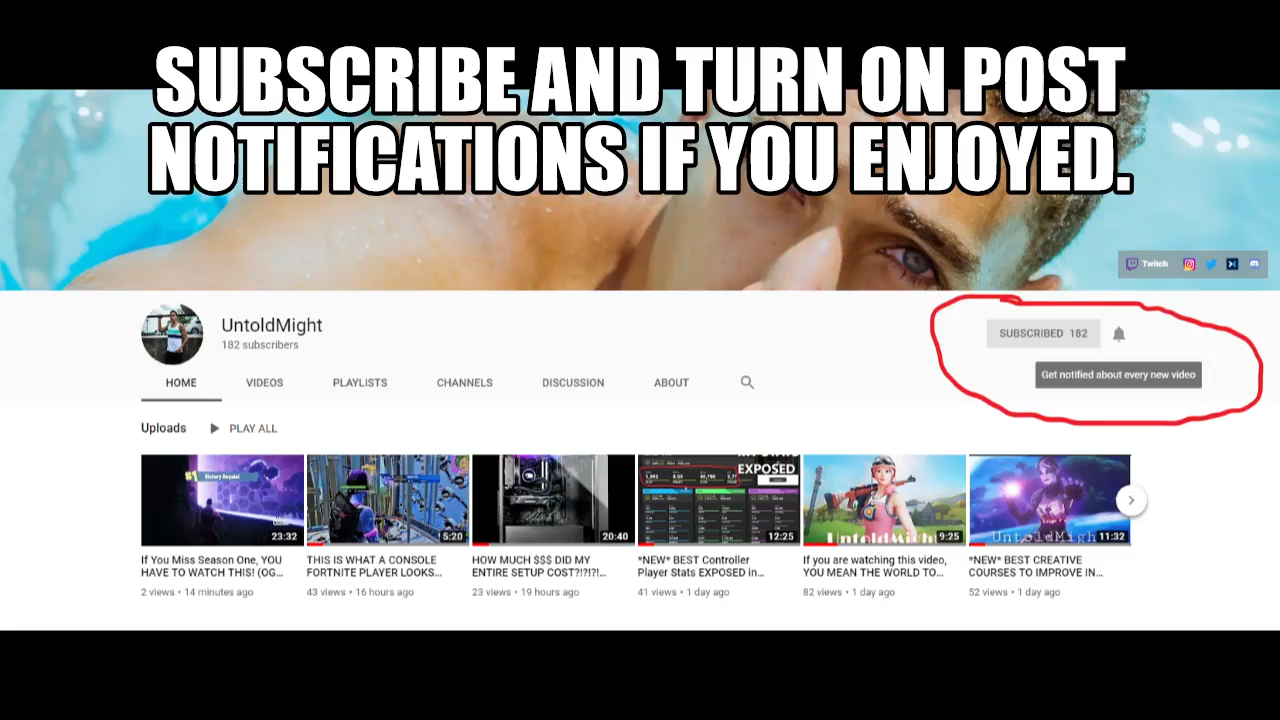 SUBSCRIBE AND TURN ON POST
NOTIFICATIONS IF YOU ENJOYED.
Twitch
UntoldMight
182 subscribers
SUBSCRIBED 182
Get notified about every new video
HOME VIDEOS PLAYLISTS CHANNELS DISCUSSION ABOUT
Uploads PLAY ALL
Victory Royale!
EXPOSED
UntoldMigh
UntoldMight
23:32 5:20 20:40 12:25 9:25 11:32
If You Miss Season One, YOU
HAVE TO WATCH THIS! (OG...
2 views • 14 minutes ago
THIS IS WHAT A CONSOLE
FORTNITE PLAYER LOOKS...
43 views • 16 hours ago
HOW MUCH $$$ DID MY
ENTIRE SETUP COST?!?!?!...
23 views • 19 hours ago
*NEW* BEST Controller
Player Stats EXPOSED in...
41 views • 1 day ago
If you are watching this video,
YOU MEAN THE WORLD TO...
82 views • 1 day ago
*NEW* BEST CREATIVE
COURSES TO IMPROVE IN...
52 views • 1 day ago